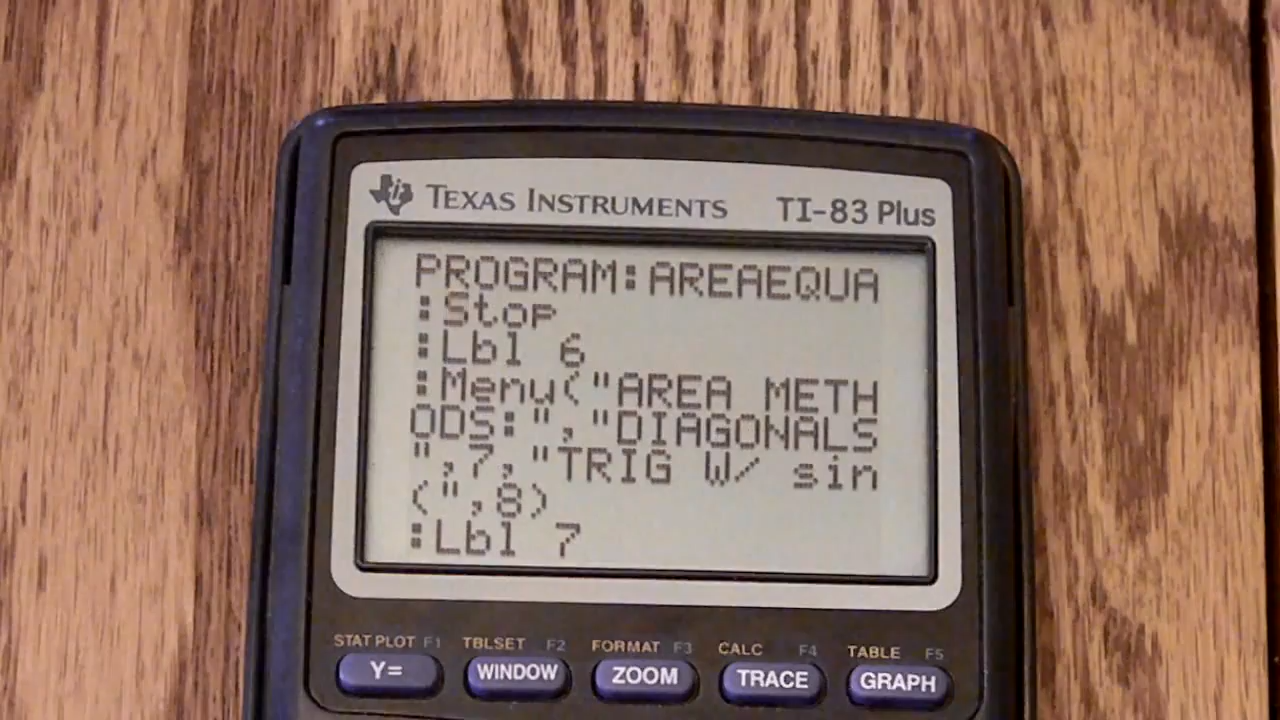 TEXAS INSTRUMENTS TI-83 Plus
PROGRAM:AREAEQUA
:Stop
:Lbl 6
:Menu("AREA METH
ODS:","DIAGONALS
",7,"TRIG W/ sin
(",8)
:Lbl 7
STAT PLOT F1 TBLSET F2 FORMAT F3 CALC F4 TABLE F5
Y= WINDOW ZOOM TRACE GRAPH